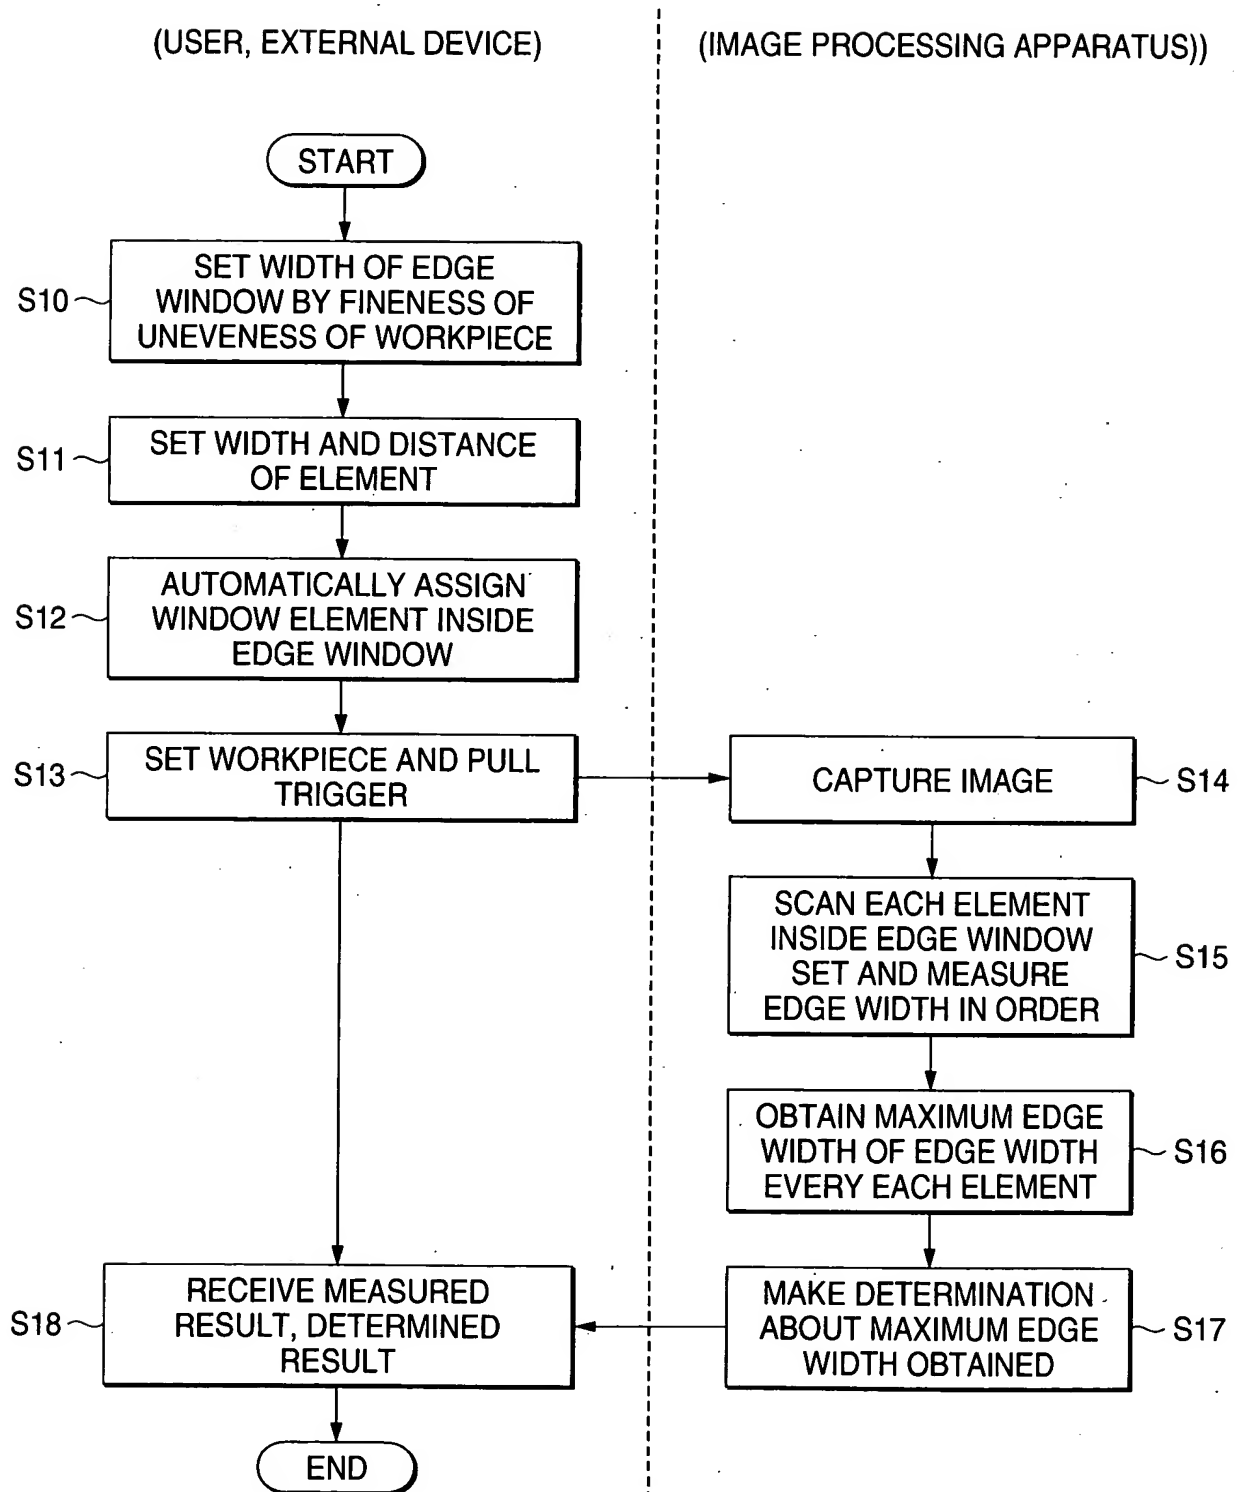 (USER, EXTERNAL DEVICE)
(IMAGE PROCESSING APPARATUS))
START
S10
SET WIDTH OF EDGE
WINDOW BY FINENESS OF
UNEVENESS OF WORKPIECE
S11
SET WIDTH AND DISTANCE
OF ELEMENT
S12
AUTOMATICALLY ASSIGN
WINDOW ELEMENT INSIDE
EDGE WINDOW
S13
SET WORKPIECE AND PULL
TRIGGER
CAPTURE IMAGE
S14
SCAN EACH ELEMENT
INSIDE EDGE WINDOW
SET AND MEASURE
EDGE WIDTH IN ORDER
S15
OBTAIN MAXIMUM EDGE
WIDTH OF EDGE WIDTH
EVERY EACH ELEMENT
S16
MAKE DETERMINATION
ABOUT MAXIMUM EDGE
WIDTH OBTAINED
S17
S18
RECEIVE MEASURED
RESULT, DETERMINED
RESULT
END